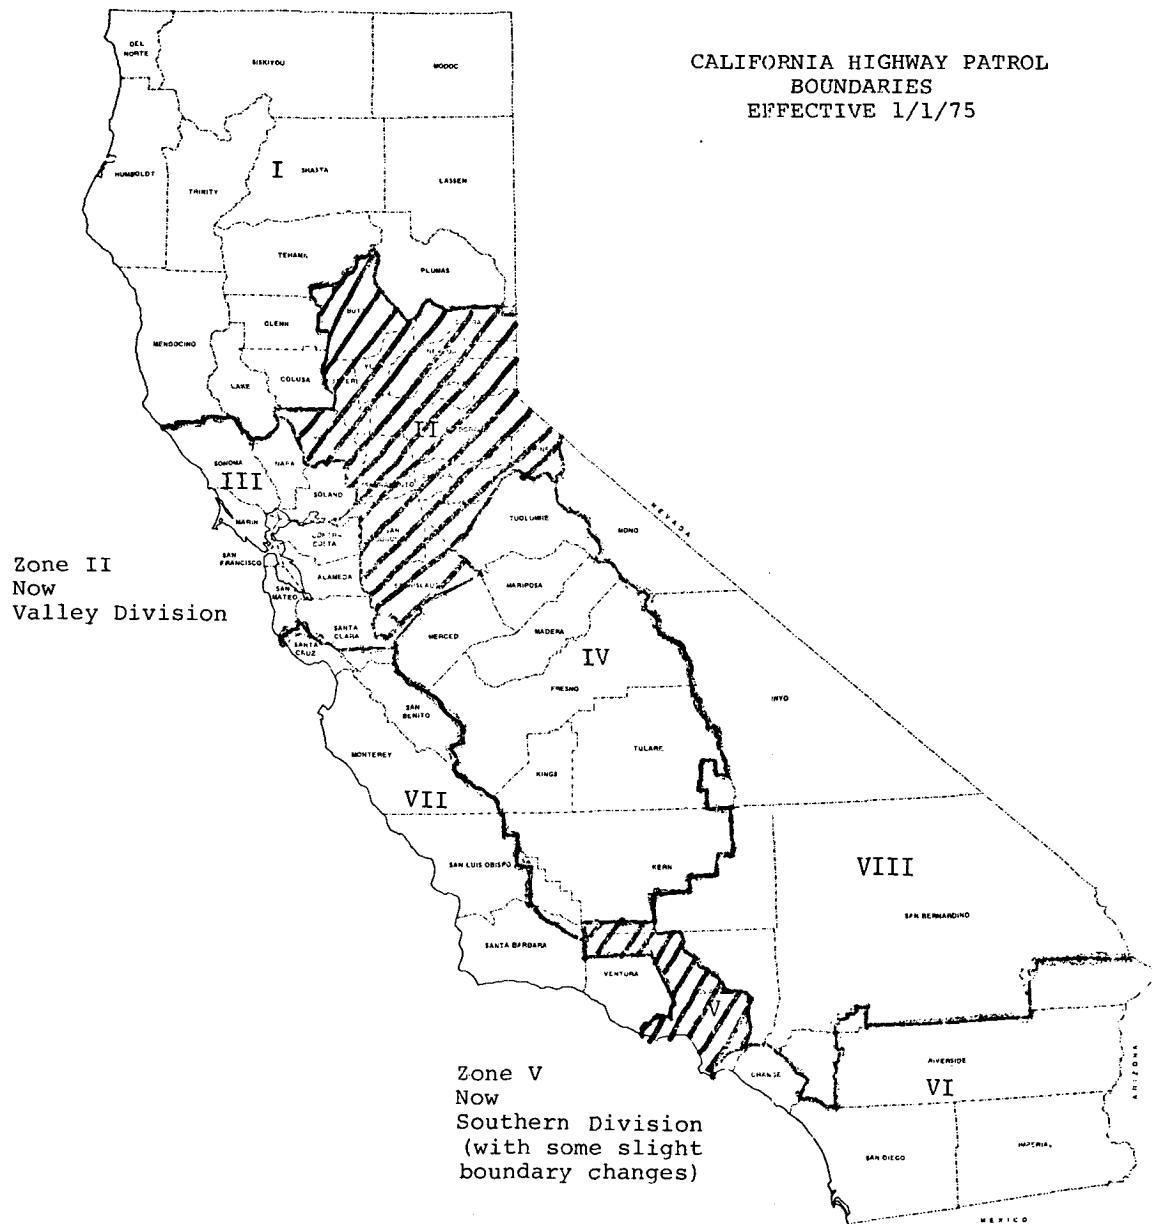 CALIFORNIA HIGHWAY PATROL
BOUNDARIES
EFFECTIVE 1/1/75
DEL
NORTE
SISKIYOU
MODOC
HUMBOLDT
TRINITY
I
SHASTA
LASSEN
TEHAMA
PLUMAS
GLENN
MENDOCINO
LAKE
COLUSA
II
SONOMA
NAPA
III
SOLANO
MARIN
CONTRA
COSTA
SAN
TUOLUMNE
MONO
NEVADA
SAN
FRANCISCO
ALAMEDA
MARIPOSA
SAN
MATEO
Zone II
Now
Valley Division
SANTA
CLARA
MERCED
MADERA
SANTA
CRUZ
IV
FRESNO
INYO
SAN
BENITO
MONTEREY
TULARE
KINGS
VII
SAN LUIS OBISPO
KERN
VIII
SAN BERNARDINO
SANTA BARBARA
VENTURA
V
ORANGE
RIVERSIDE
VI
ARIZONA
Zone V
Now
Southern Division
(with some slight
boundary changes)
SAN DIEGO
IMPERIAL
MEXICO